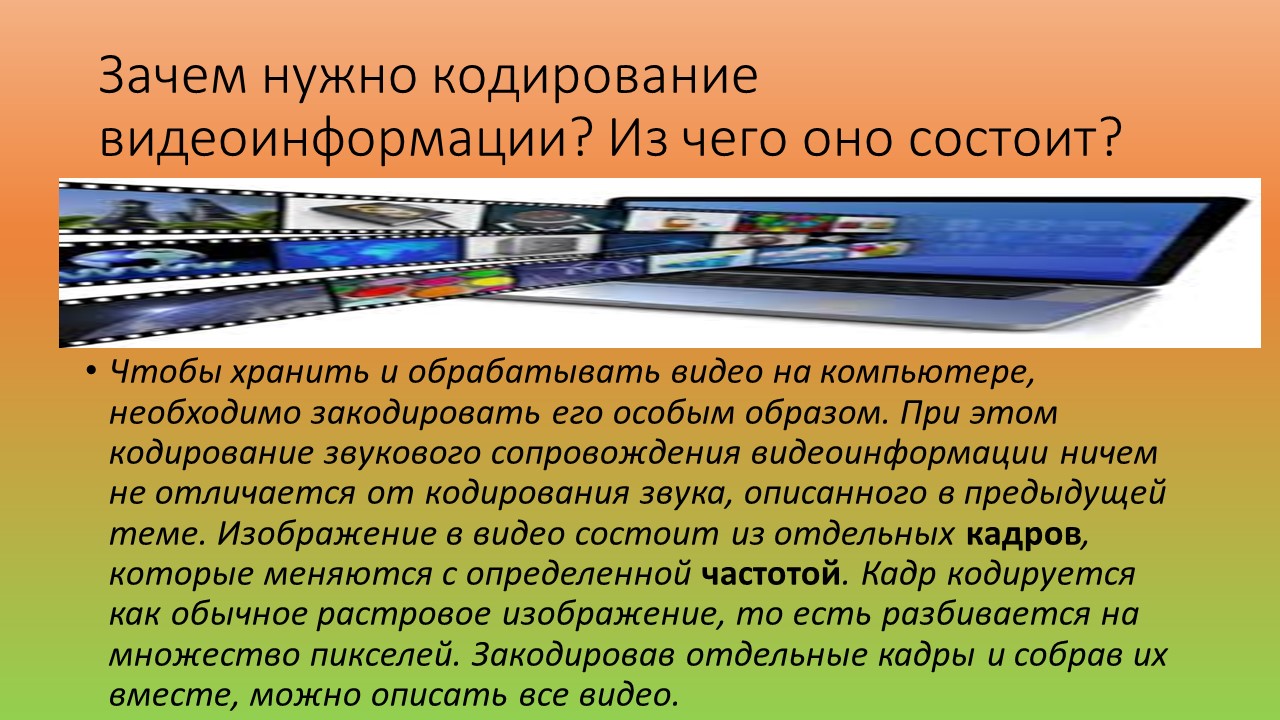 Зачем нужно кодирование
видеоинформации? Из чего оно состоит?
• Чтобы хранить и обрабатывать видео на компьютере,
необходимо закодировать его особым образом. При этом
кодирование звукового сопровождения видеоинформации ничем
не отличается от кодирования звука, описанного в предыдущей
теме. Изображение в видео состоит из отдельных кадров,
которые меняются с определенной частотой. Кадр кодируется
как обычное растровое изображение, то есть разбивается на
множество пикселей. Закодировав отдельные кадры и собрав их
вместе, можно описать все видео.